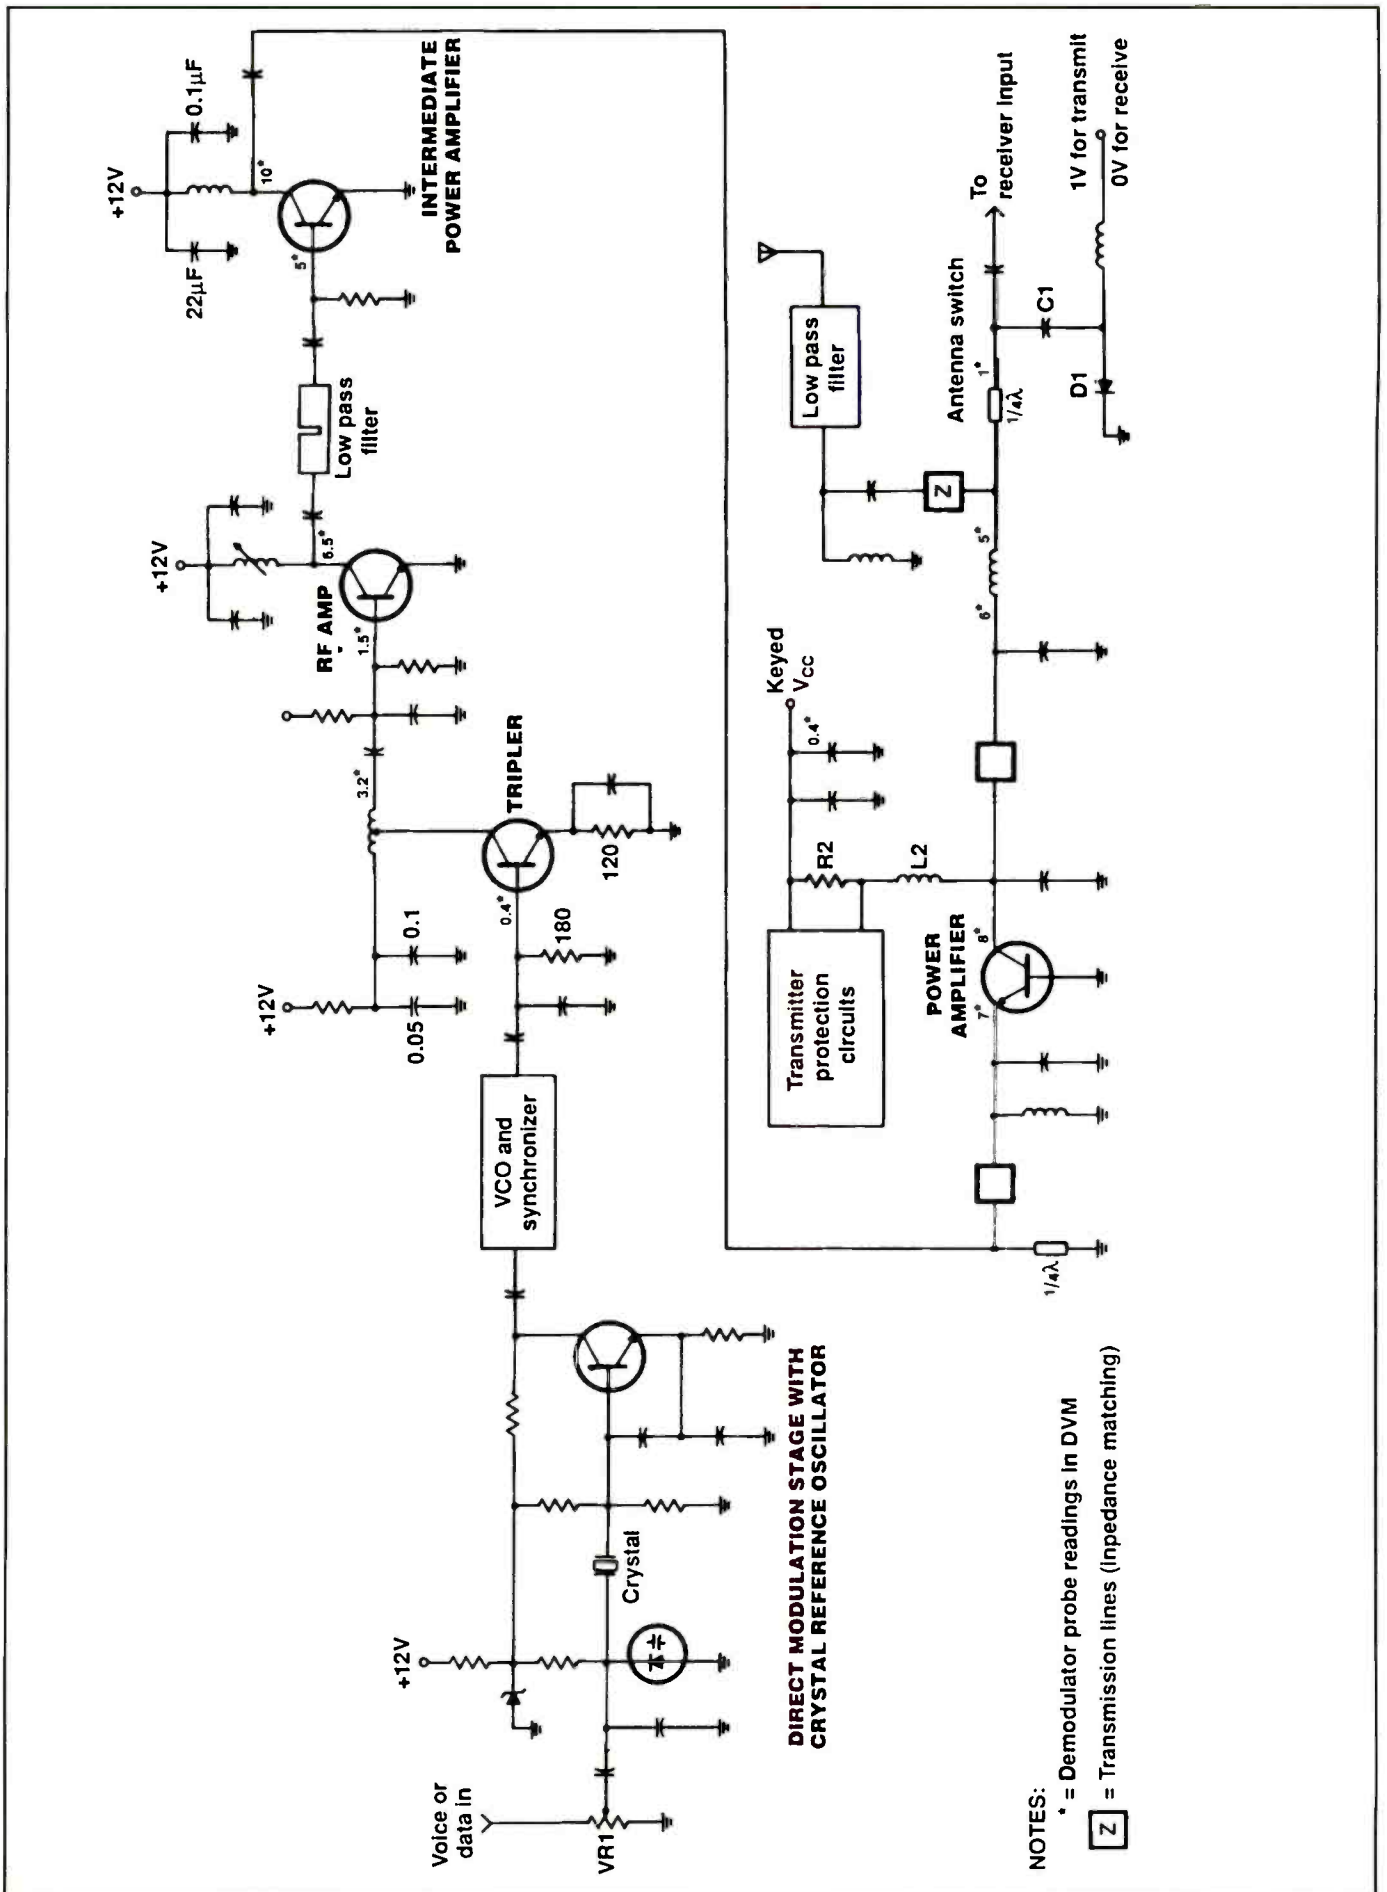 Voice or
data in
VR1
+12V
Crystal
DIRECT MODULATION STAGE WITH
CRYSTAL REFERENCE OSCILLATOR
VCO and
synchronizer
+12V
0.05
0.1
180
0.4*
3.2*
TRIPLER
120
RF AMP
1.5*
+12V
6.5*
Low pass
filter
+12V
22µF
0.1µF
5*
10*
INTERMEDIATE
POWER AMPLIFIER
1/4λ
7*
8*
POWER
AMPLIFIER
Transmitter
protection
circuits
R2
L2
Keyed
VCC
0.4*
6*
5*
Z
Low pass
filter
Antenna switch
1*
1/4λ
To
receiver input
C1
D1
1V for transmit
0V for receive
NOTES:
* = Demodulator probe readings in DVM
Z = Transmission lines (inpedance matching)